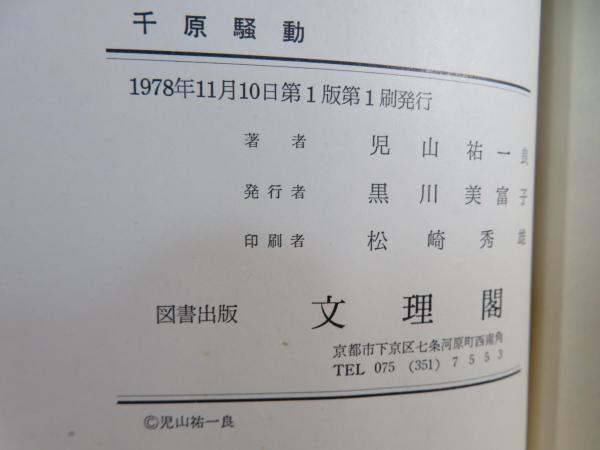 千原騒動
1978年11月10日第1版第1刷発行
著者 児山祐一良
発行者 黒川美富子
印刷者 松崎秀雄
図書出版 文理閣
京都市下京区七条河原町西南角
TEL 075 (351) 7553
©児山祐一良